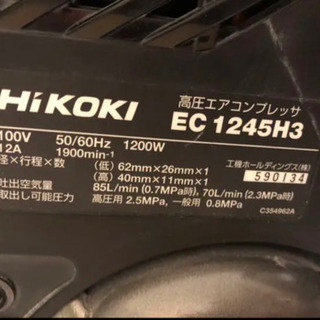 HiKOKI
高圧エアコンプレッサ
EC 1245H3
100V 50/60Hz 1200W
12A 1900min⁻¹
径×行程×数 (低) 62mm×26mm×1
(高) 40mm×11mm×1
吐出空気量 85L/min (0.7MPa時), 70L/min (2.3MPa時)
取出し可能圧力 高圧用 2.5MPa, 一般用 0.8MPa
工機ホールディングス(株)
590134
C354962A